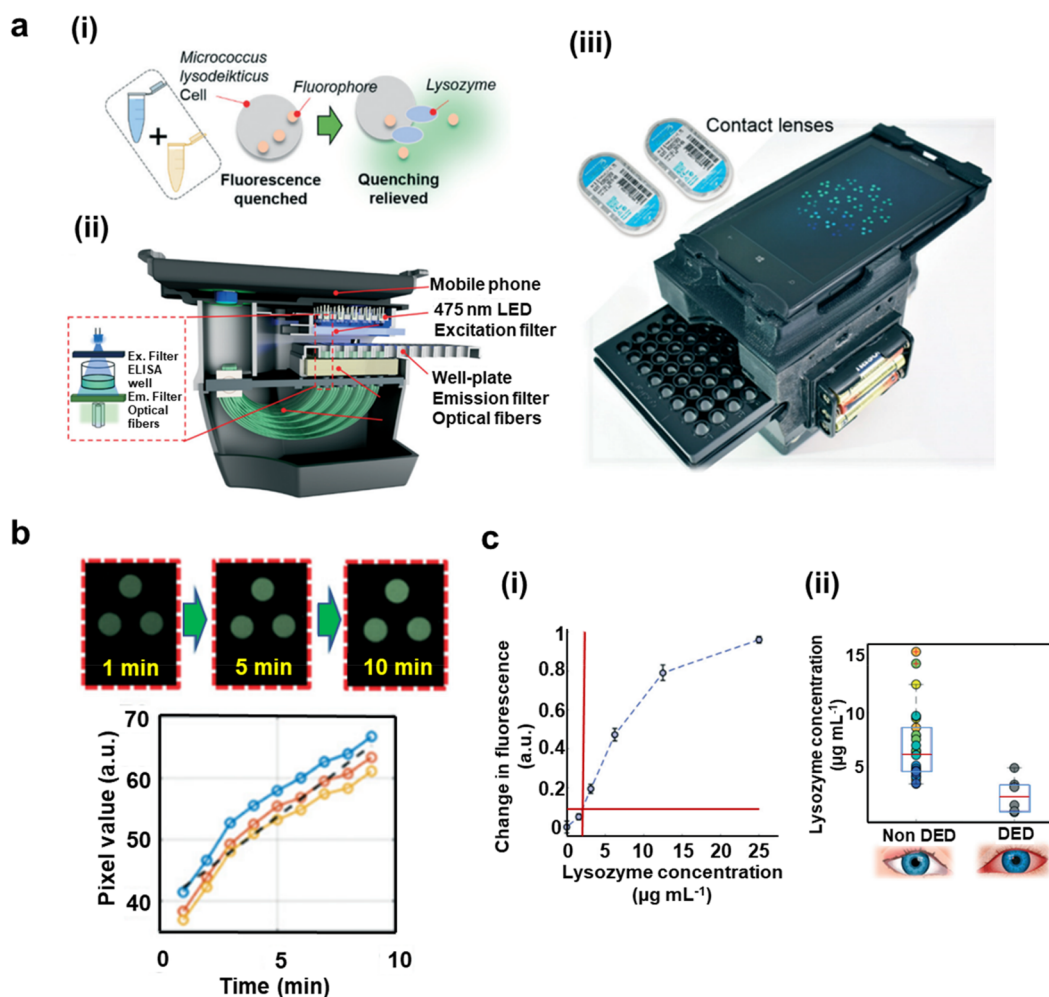 a
(i)
Micrococcus
lysodeikticus
Cell
Fluorophore
Lysozyme
+
Fluorescence
quenched
Quenching
relieved
(ii)
Mobile phone
475 nm LED
Excitation filter
Well-plate
Emission filter
Optical fibers
Ex. Filter
ELISA
well
Em. Filter
Optical
fibers
(iii)
Contact lenses
b
1 min
5 min
10 min
Pixel value (a.u.)
70
60
50
40
0
5
10
Time (min)
c
(i)
Change in fluorescence
(a.u.)
1
0.8
0.6
0.4
0.2
0
0
5
10
15
20
25
Lysozyme concentration
(µg mL⁻¹)
(ii)
Lysozyme concentration
(µg mL⁻¹)
15
10
5
Non DED
DED